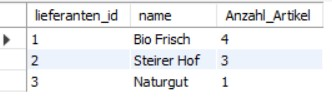 lieferanten_id name Anzahl_Artikel
1 Bio Frisch 4
2 Steirer Hof 3
3 Naturgut 1